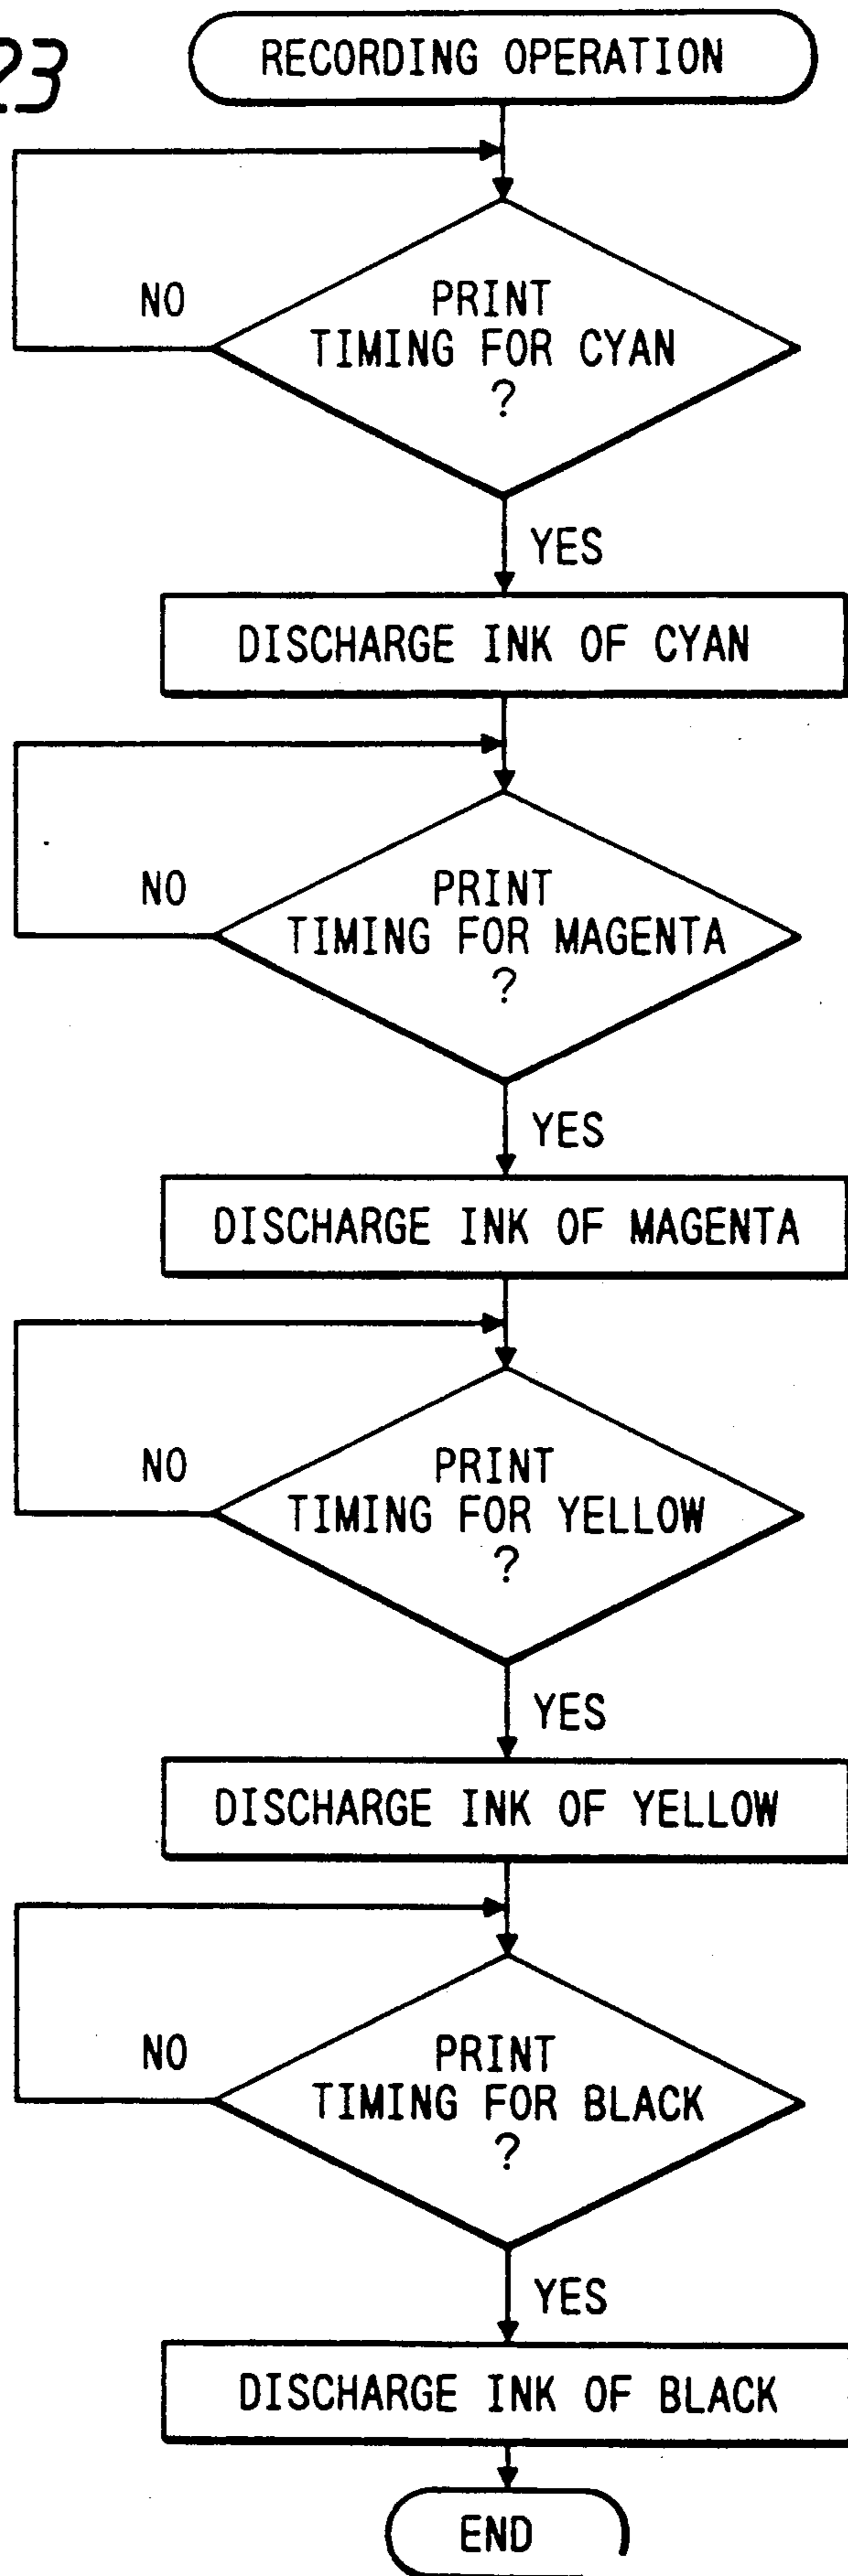 23
RECORDING OPERATION
NO
PRINT
TIMING FOR CYAN
?
YES
DISCHARGE INK OF CYAN
NO
PRINT
TIMING FOR MAGENTA
?
YES
DISCHARGE INK OF MAGENTA
NO
PRINT
TIMING FOR YELLOW
?
YES
DISCHARGE INK OF YELLOW
NO
PRINT
TIMING FOR BLACK
?
YES
DISCHARGE INK OF BLACK
END